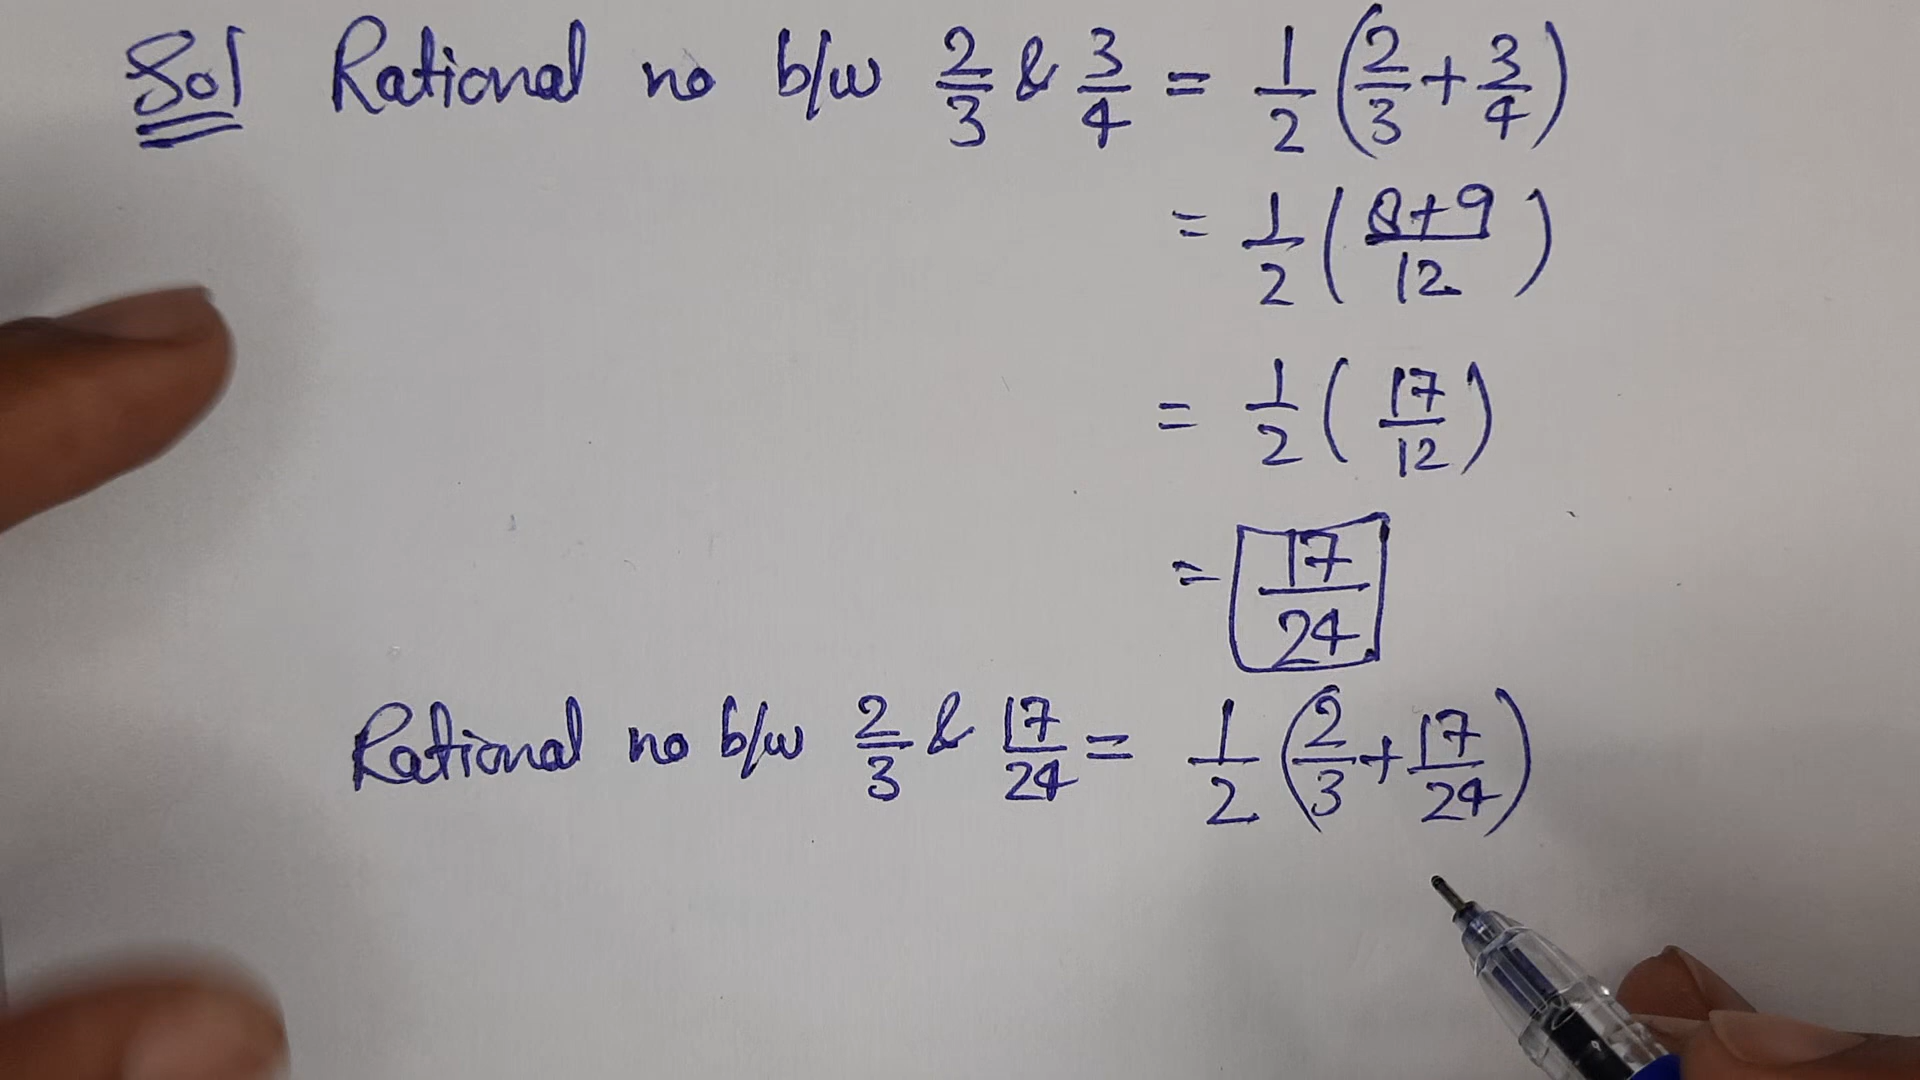 Sol Rational no b/w 2/3 & 3/4 = 1/2 (2/3 + 3/4)
= 1/2 (8+9/12)
= 1/2 (17/12)
= 17/24
Rational no b/w 2/3 & 17/24 = 1/2 (2/3 + 17/24)